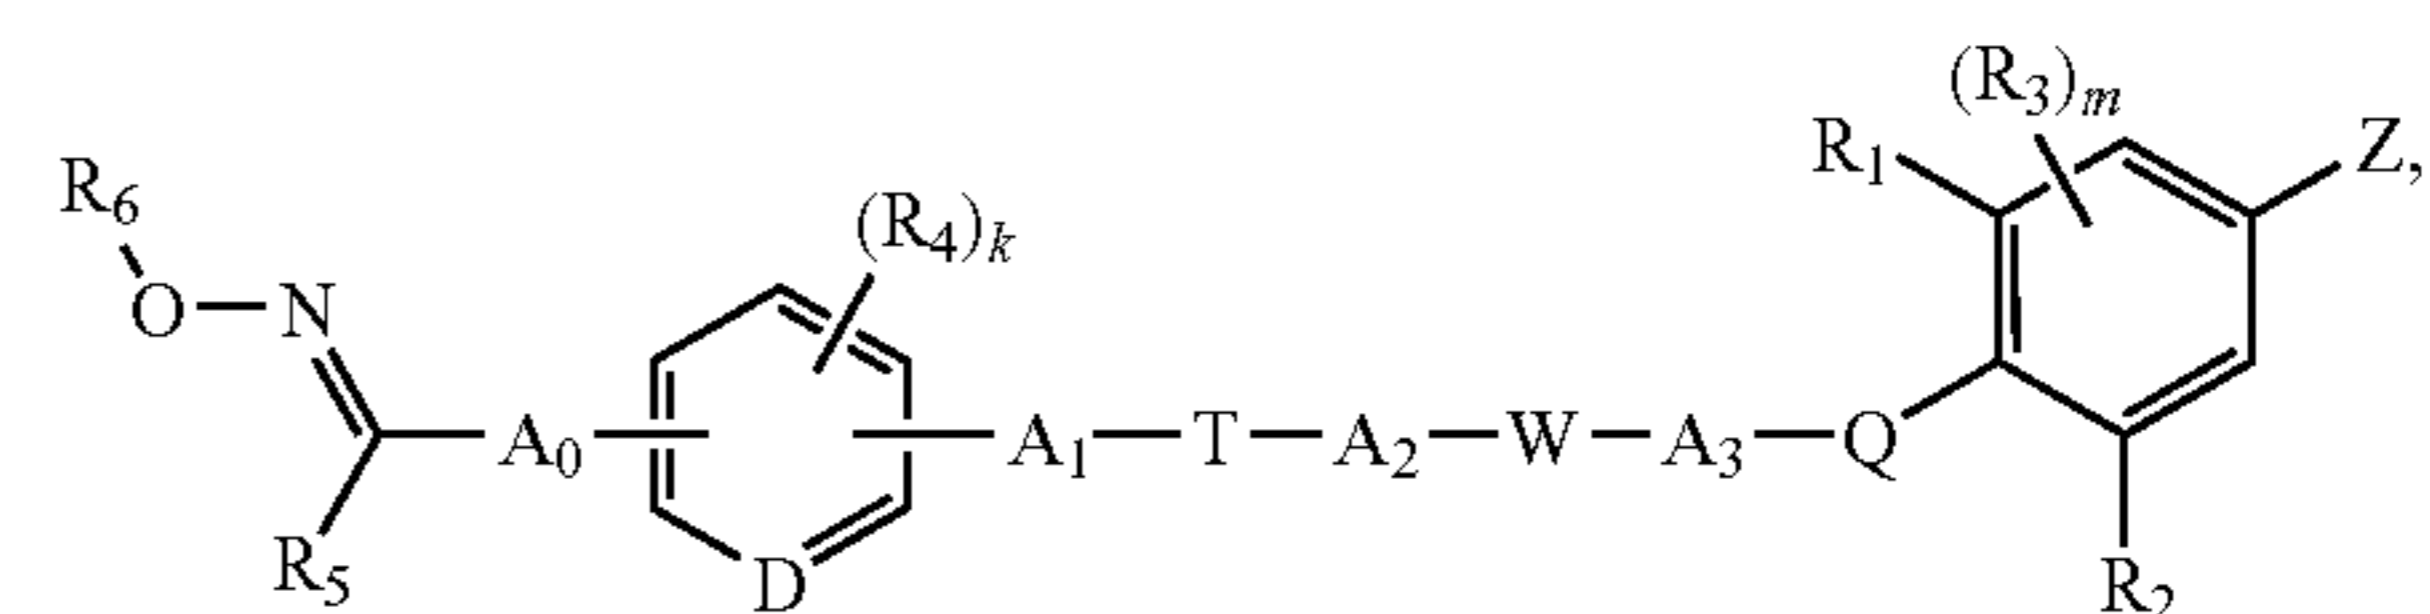 (R₃)ₘ
R₁ Z,
R₆ (R₄)ₖ
O N
A₀ A₁ T A₂ W A₃ Q
R₅ D R₂